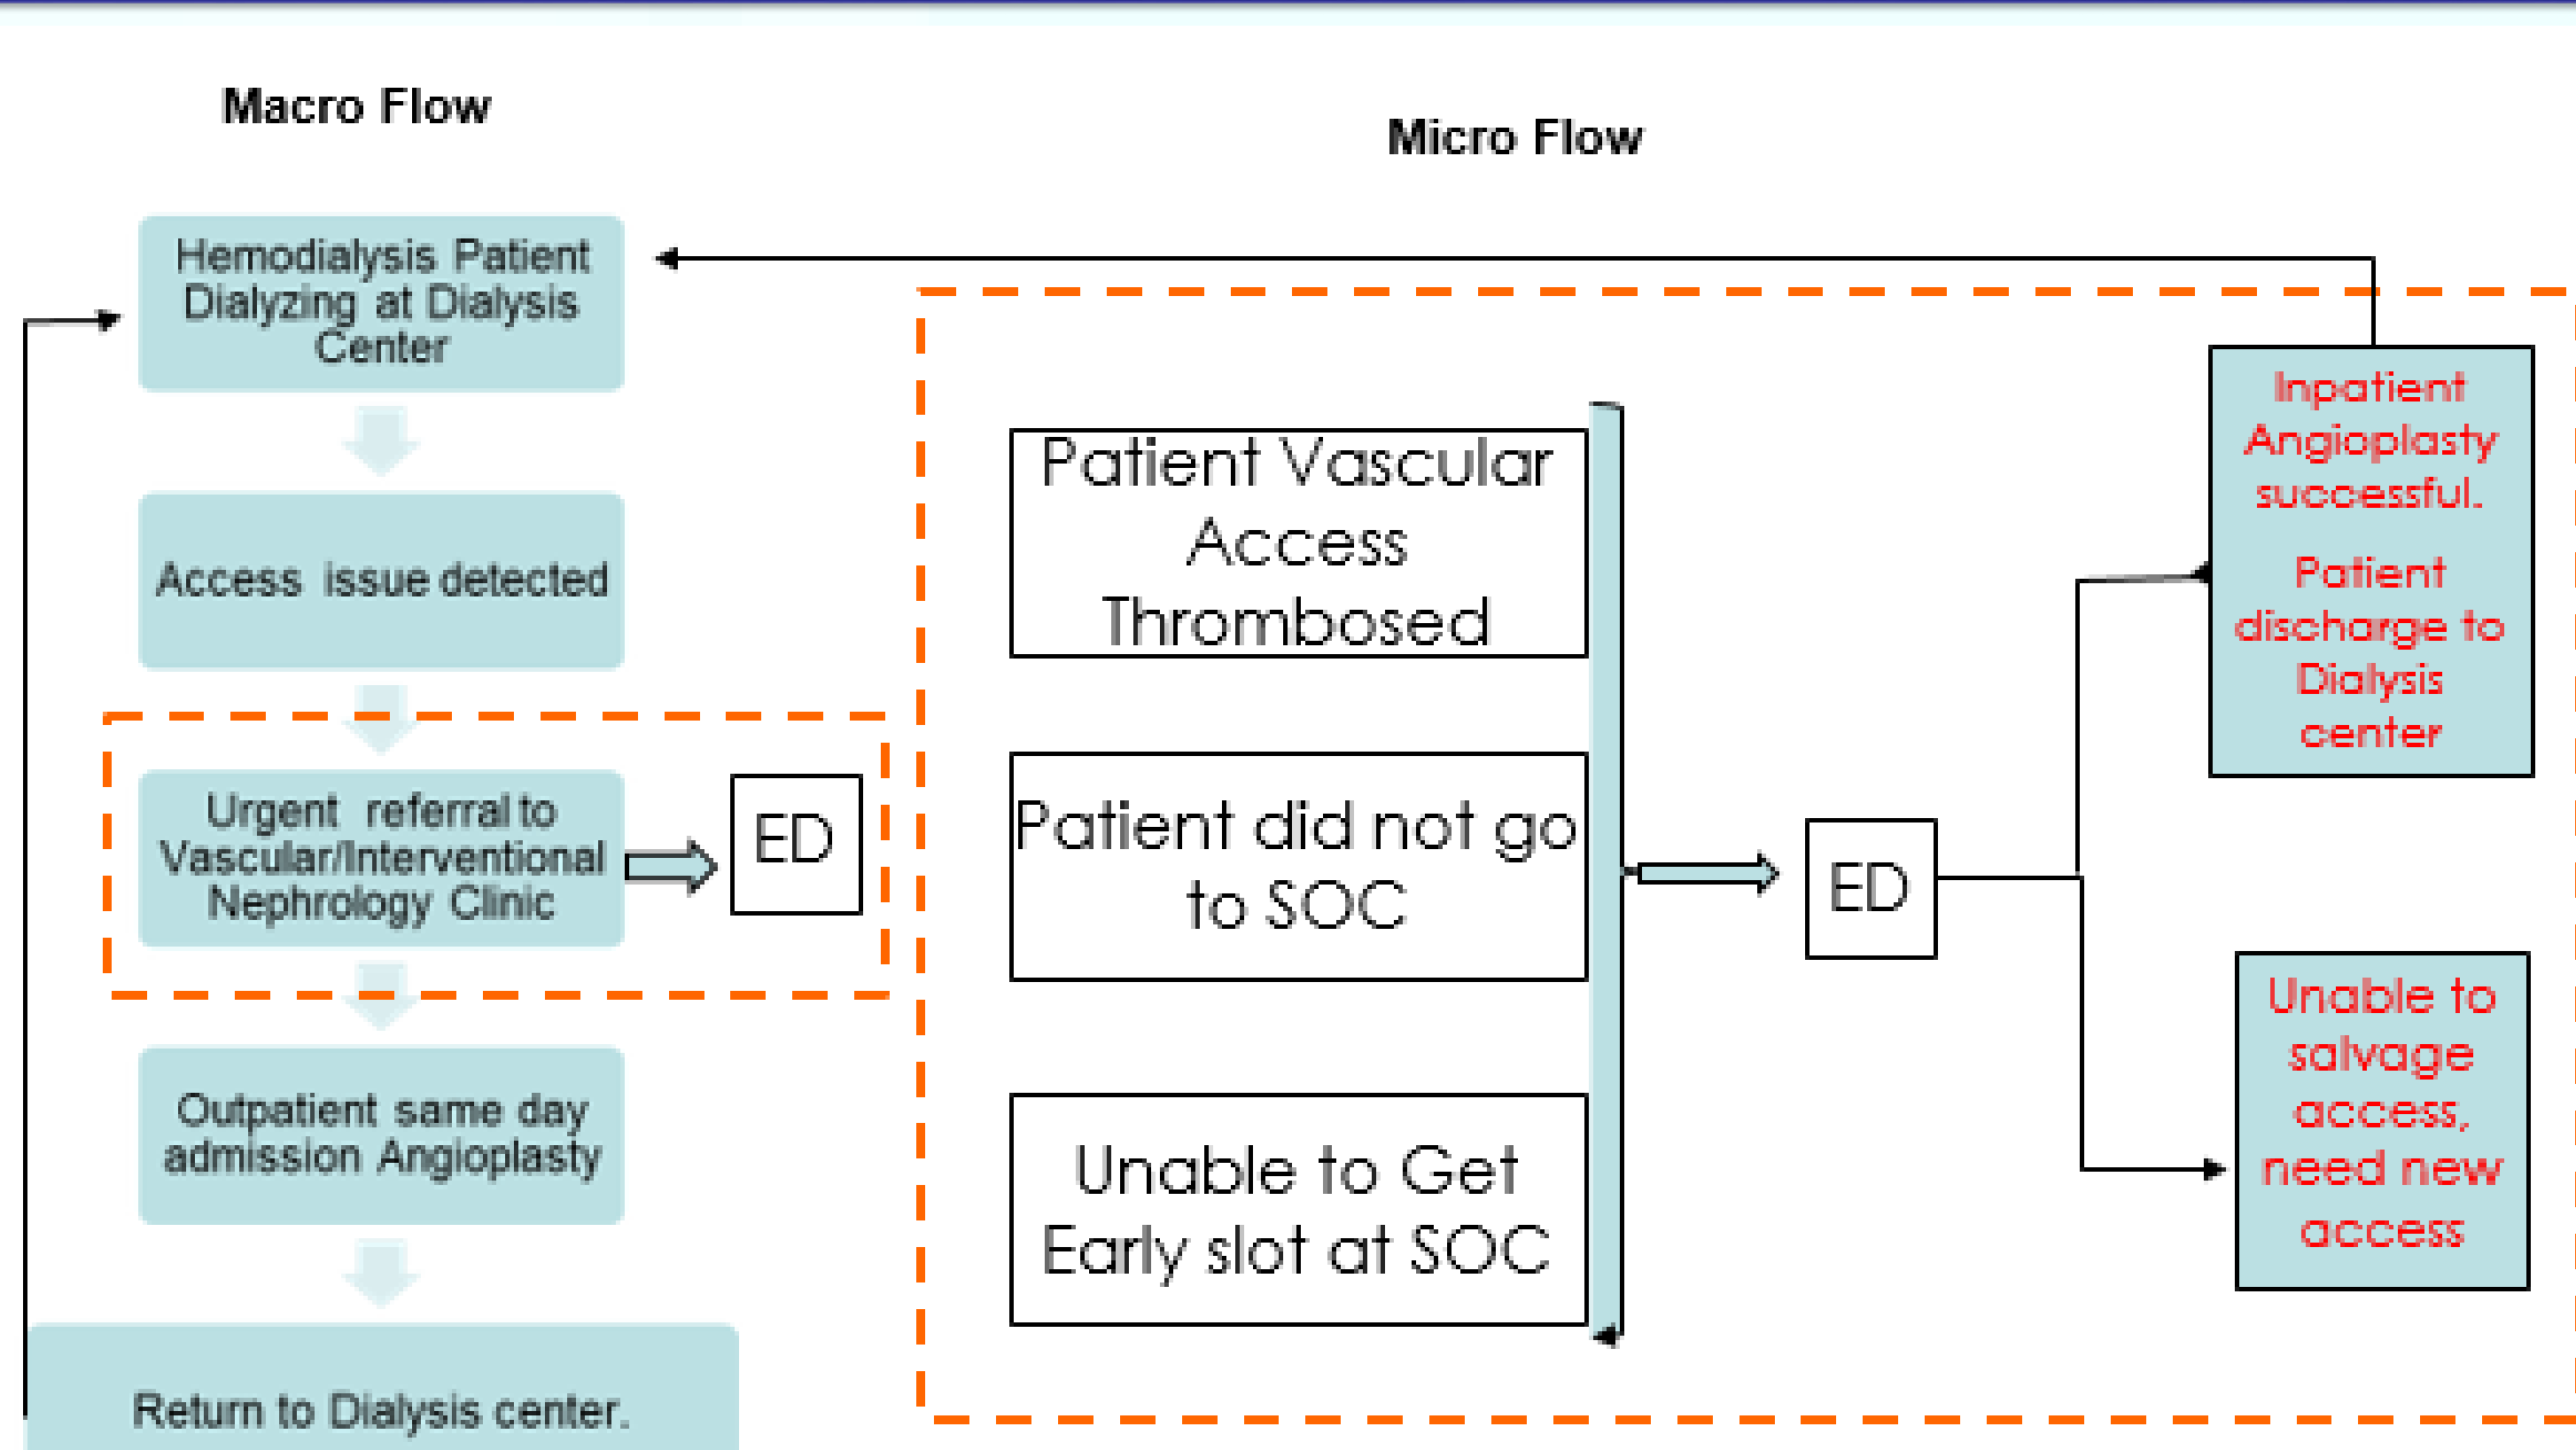 Macro Flow
Micro Flow
Hemodialysis Patient
Dialyzing at Dialysis
Center
Access issue detected
Urgent referral to
Vascular/Interventional
Nephrology Clinic
ED
Outpatient same day
admission Angioplasty
Return to Dialysis center.
Patient Vascular
Access
Thrombosed
Patient did not go
to SOC
Unable to Get
Early slot at SOC
ED
Inpatient
Angioplasty
successful.
Patient
discharge to
Dialysis
center
Unable to
salvage
access,
need new
access